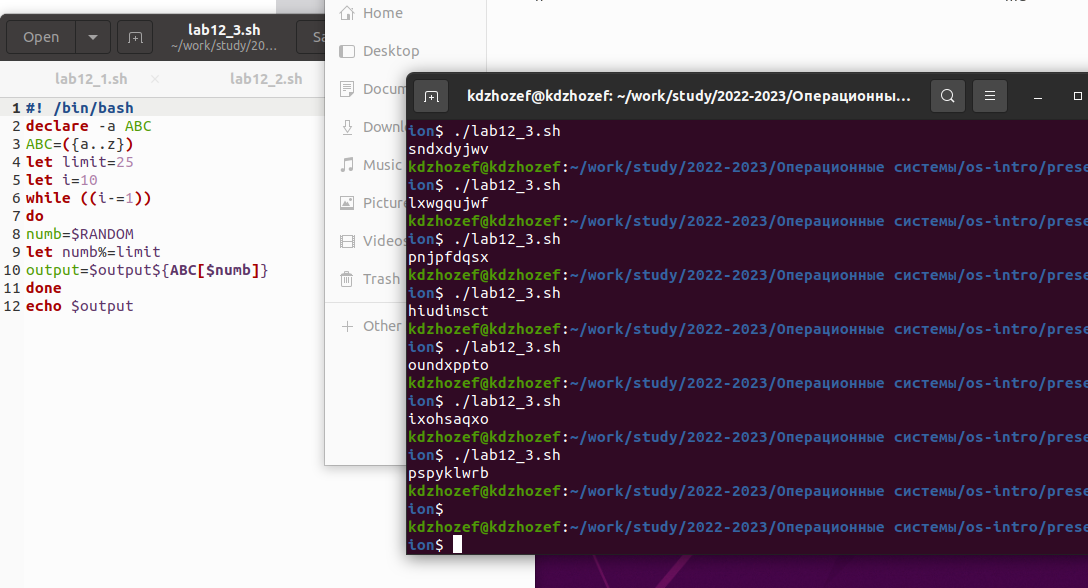 Open
lab12_3.sh
~/work/study/20…
lab12_1.sh × lab12_2.sh
1 #! /bin/bash
2 declare -a ABC
3 ABC=({a..z})
4 let limit=25
5 let i=10
6 while ((i-=1))
7 do
8 numb=$RANDOM
9 let numb%=limit
10 output=$output${ABC[$numb]}
11 done
12 echo $output
Home
Desktop
Docum
Downl
Music
Picture
Videos
Trash
Other
kdzhozef@kdzhozef: ~/work/study/2022-2023/Операционны…
ion$ ./lab12_3.sh
sndxdyjwv
kdzhozef@kdzhozef:~/work/study/2022-2023/Операционные системы/os-intro/prese
ion$ ./lab12_3.sh
lxwgqujwf
kdzhozef@kdzhozef:~/work/study/2022-2023/Операционные системы/os-intro/prese
ion$ ./lab12_3.sh
pnjpfdqsx
kdzhozef@kdzhozef:~/work/study/2022-2023/Операционные системы/os-intro/prese
ion$ ./lab12_3.sh
hiudimsct
kdzhozef@kdzhozef:~/work/study/2022-2023/Операционные системы/os-intro/prese
ion$ ./lab12_3.sh
oundxppto
kdzhozef@kdzhozef:~/work/study/2022-2023/Операционные системы/os-intro/prese
ion$ ./lab12_3.sh
ixohsaqxo
kdzhozef@kdzhozef:~/work/study/2022-2023/Операционные системы/os-intro/prese
ion$ ./lab12_3.sh
pspyklwrb
kdzhozef@kdzhozef:~/work/study/2022-2023/Операционные системы/os-intro/prese
ion$
kdzhozef@kdzhozef:~/work/study/2022-2023/Операционные системы/os-intro/prese
ion$